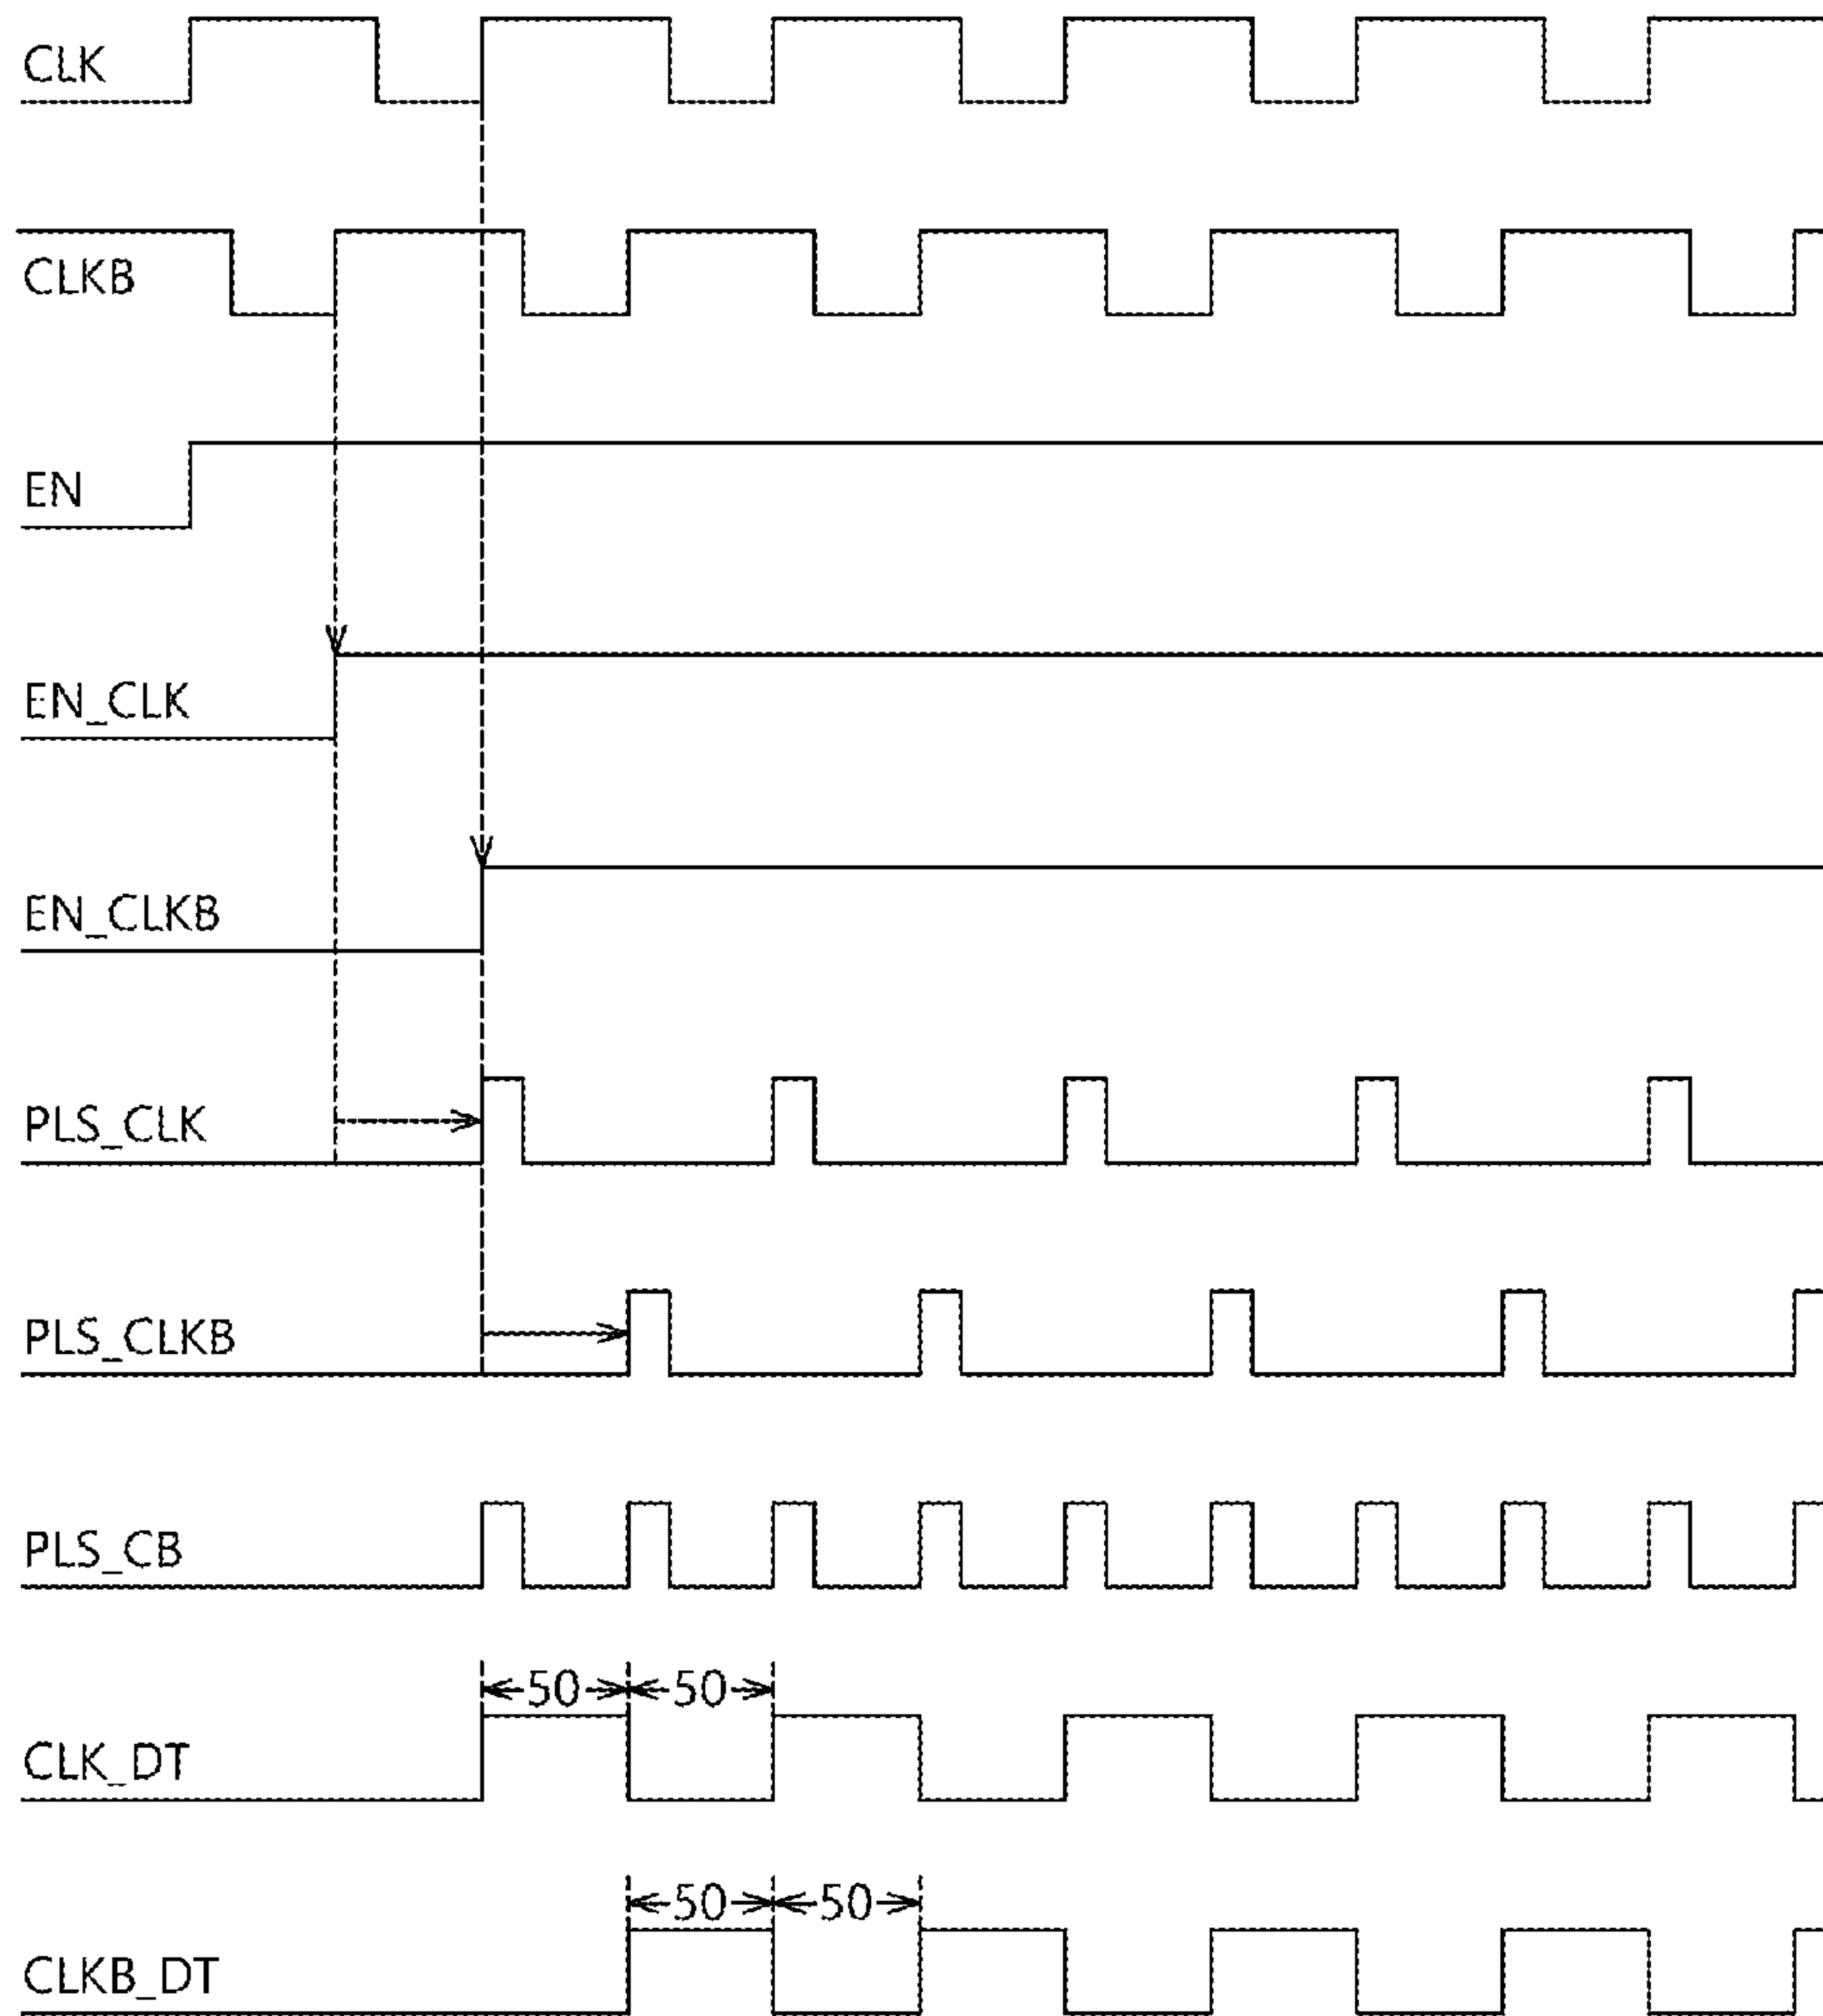 CLK
CLKB
EN
EN_CLK
EN_CLKB
PLS_CLK
PLS_CLKB
PLS_CB
50 50
CLK_DT
50 50
CLKB_DT